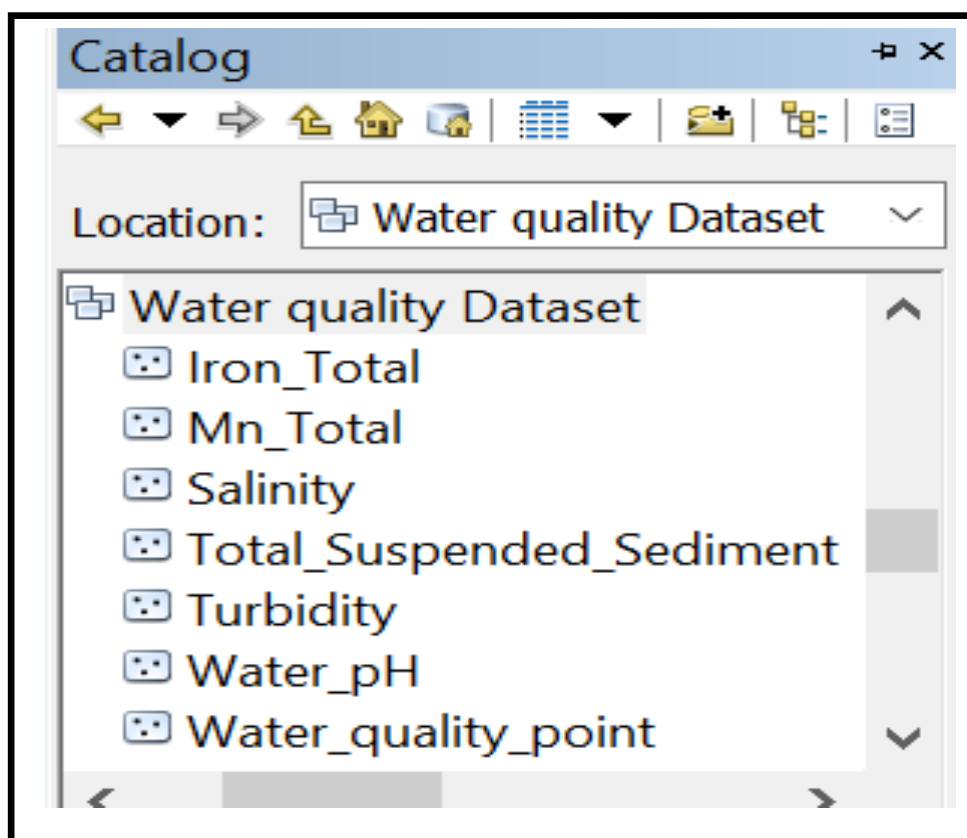 Catalog
Location: Water quality Dataset
Water quality Dataset
Iron_Total
Mn_Total
Salinity
Total_Suspended_Sediment
Turbidity
Water_pH
Water_quality_point